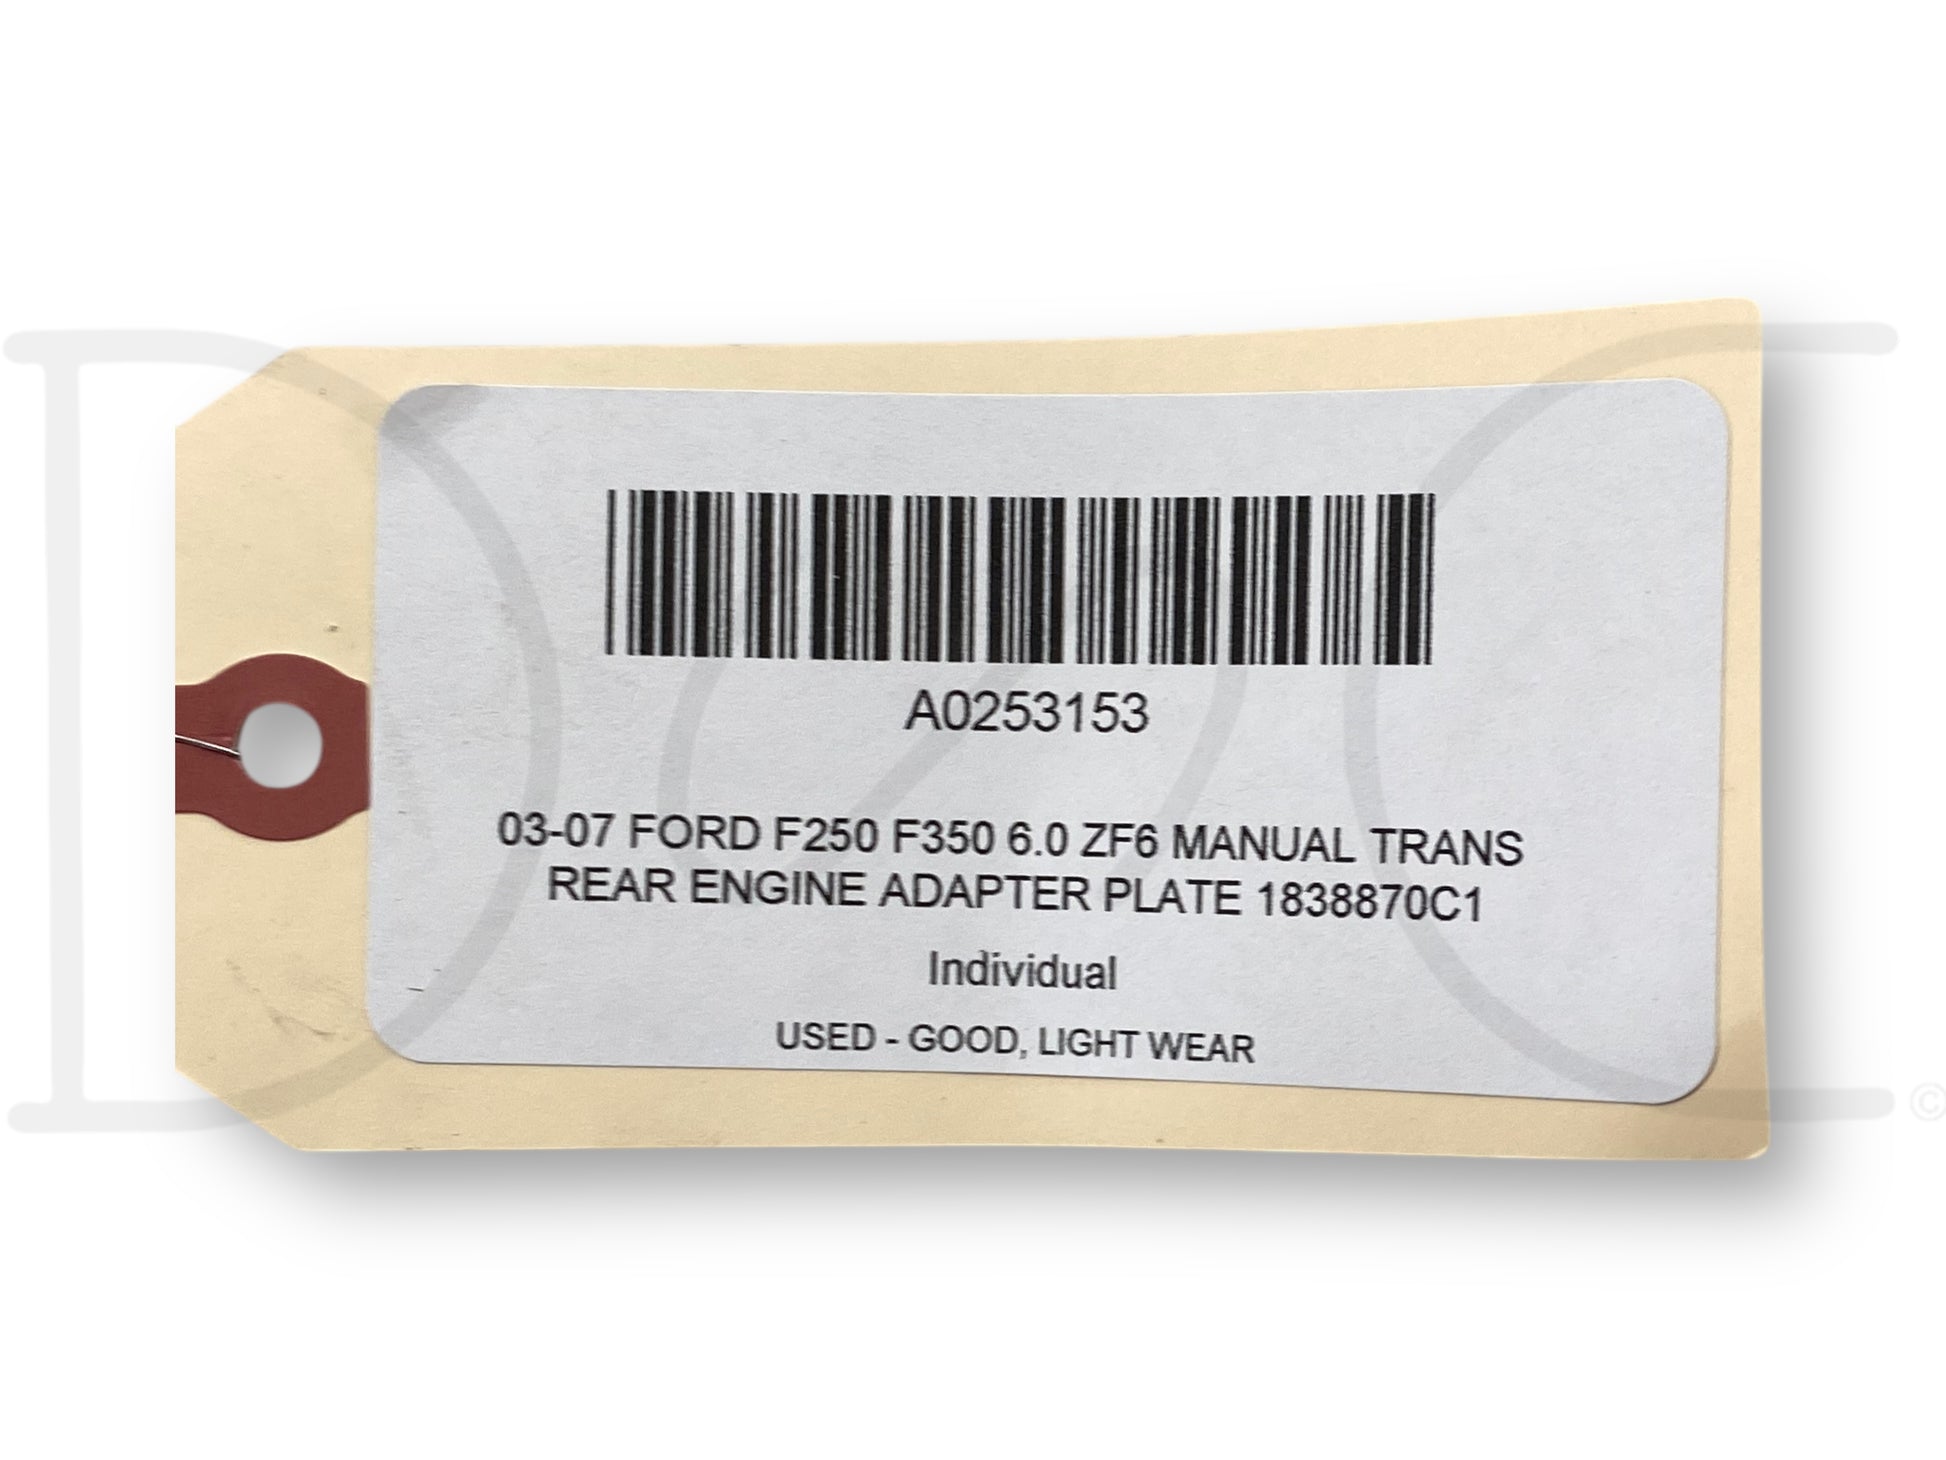 A0253153
03-07 FORD F250 F350 6.0 ZF6 MANUAL TRANS
REAR ENGINE ADAPTER PLATE 1838870C1
Individual
USED - GOOD, LIGHT WEAR
©